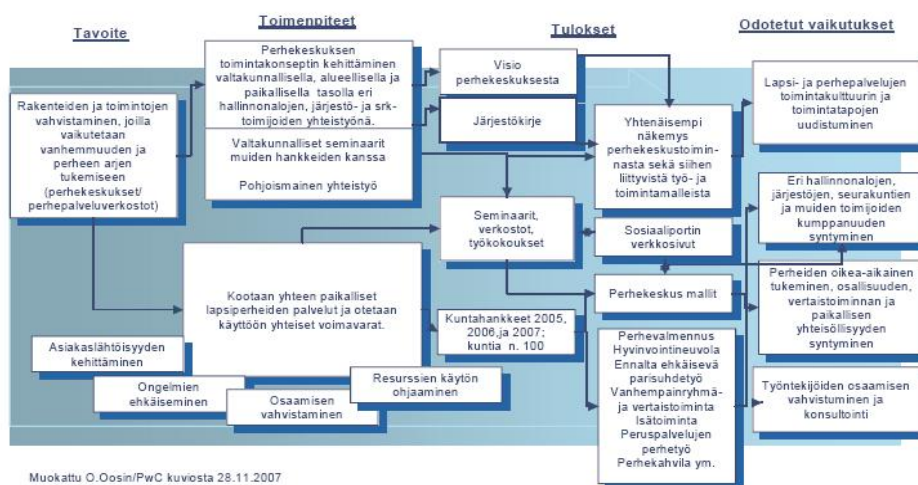 Tavoite
Toimenpiteet
Tulokset
Odotetut vaikutukset
Rakenteiden ja toimintojen
vahvistaminen, joilla
vaikutetaan
vanhemmuuden ja
perheen arjen
tukemiseen
(perhekeskukset/
perhepalveluverkostot)
Perhekeskuksen
toimintakonseptin kehittäminen
valtakunnallisella, alueellisella ja
paikallisella tasolla eri
hallinnonalojen, järjestö- ja srk-
toimijoiden yhteistyönä.
Valtakunnalliset seminaarit
muiden hankkeiden kanssa
Pohjoismainen yhteistyö
Kootaan yhteen paikalliset
lapsiperheiden palvelut ja otetaan
käyttöön yhteiset voimavarat.
Asiakaslähtöisyyden
kehittäminen
Ongelmien
ehkäiseminen
Osaamisen
vahvistaminen
Resurssien käytön
ohjaaminen
Visio
perhekeskuksesta
Järjestökirje
Seminaarit,
verkostot,
työkokoukset
Kuntahankkeet 2005,
2006,ja 2007;
kuntia n. 100
Yhtenäisempi
näkemys
perhekeskustoimin-
nasta sekä siihen
liittyvistä työ- ja
toimintamalleista
Sosiaaliportin
verkkosivut
Perhekeskus mallit
Perhevalmennus
Hyvinvointineuvola
Ennalta ehkäisevä
parisuhdetyö
Vanhempainryhmä-
ja vertaistoiminta
Isätoiminta
Peruspalvelujen
perhetyö
Perhekahvila ym.
Lapsi- ja perhepalvelujen
toimintakulttuurin ja
toimintatapojen
uudistuminen
Eri hallinnonalojen,
järjestöjen, seurakuntien
ja muiden toimijoiden
kumppanuuden
syntyminen
Perheiden oikea-aikainen
tukeminen, osallisuuden,
vertaistoiminnan ja
paikallisen
yhteisöllisyyden
syntyminen
Työntekijöiden osaamisen
vahvistuminen ja
konsultointi
Muokattu O.Oosin/PwC kuviosta 28.11.2007